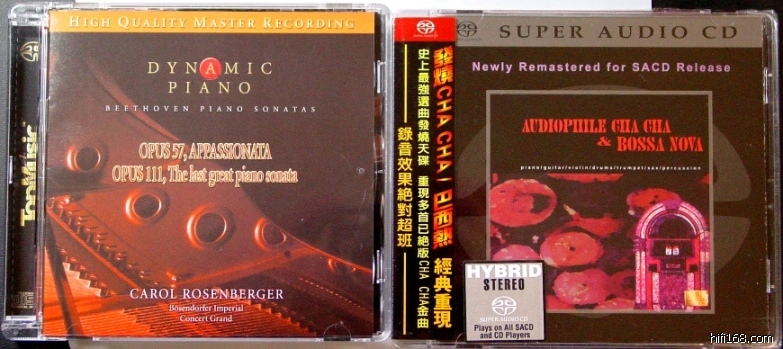 HIGH QUALITY MASTER RECORDING
DYNAMIC
PIANO
BEETHOVEN PIANO SONATAS
OPUS 57, APPASSIONATA
OPUS 111, The last great piano sonata
CAROL ROSENBERGER
Bösendorfer Imperial
Concert Grand
TopMusic
發燒CHA CHA 巴西熱 經典重現
史上最強選曲發燒天碟 重現多首已絕版CHA CHA金曲
錄音效果絕對超班
SUPER AUDIO CD
Newly Remastered for SACD Release
AUDIOPHILE CHA CHA
& BOSSA NOVA
piano/guitar/violin/drums/trumpet/sax/percussion
HYBRID
STEREO
SUPER AUDIO CD
Plays on All SACD
and CD Players
hifi168.com